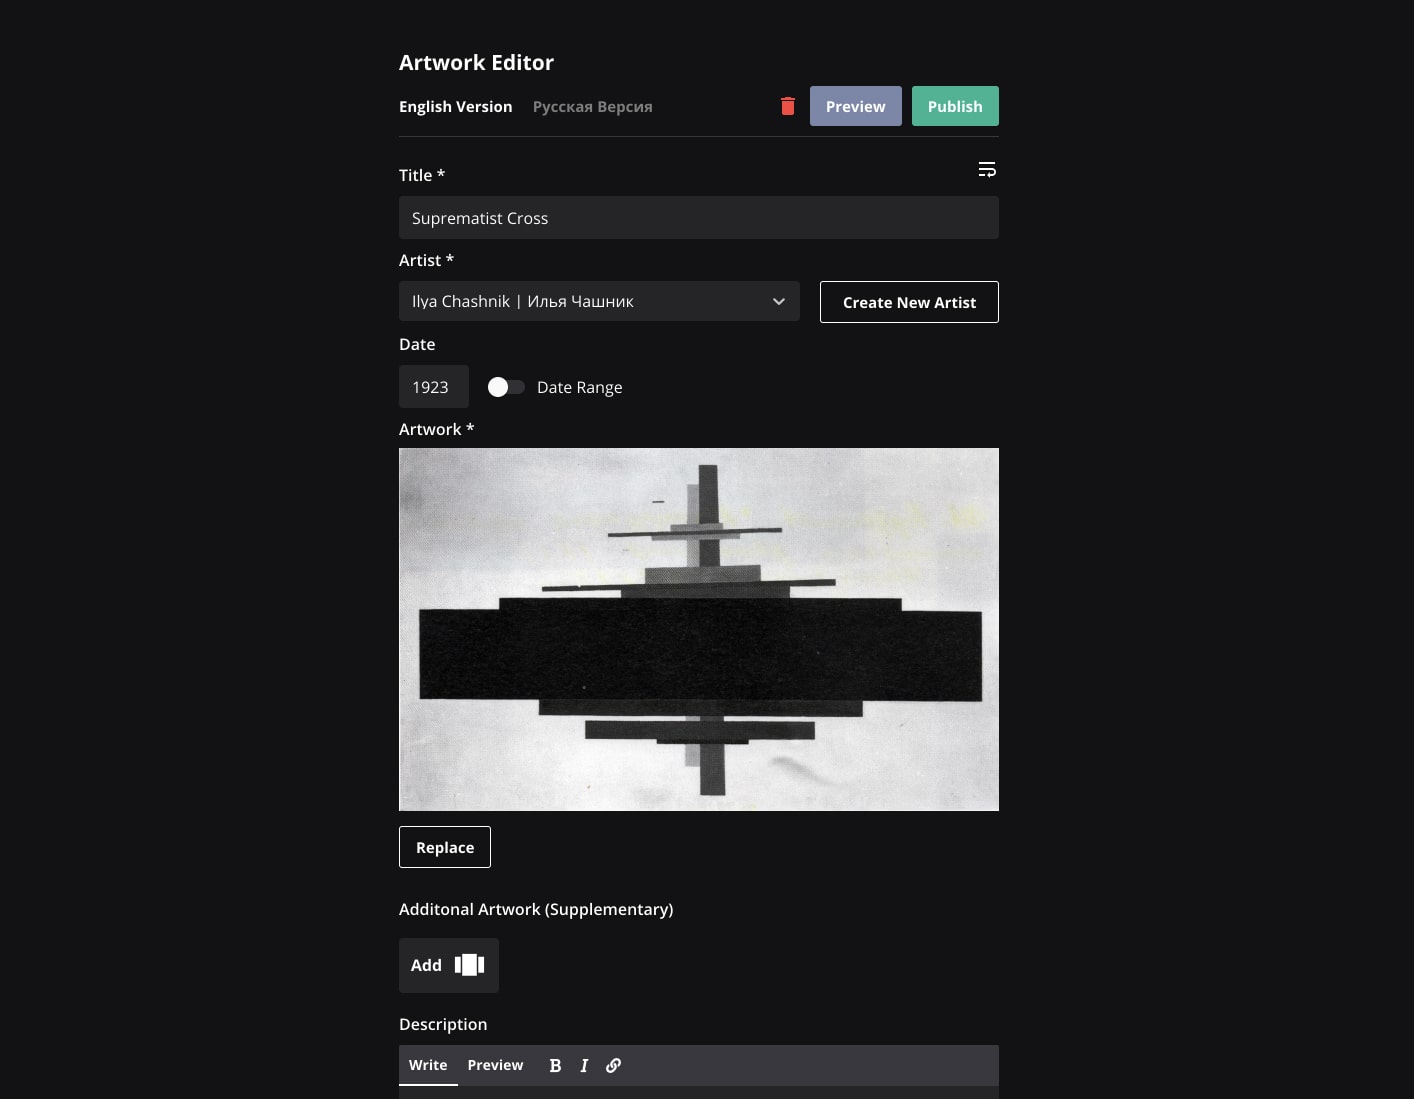 Artwork Editor
English Version Русская Версия Preview Publish
Title *
Suprematist Cross
Artist *
Ilya Chashnik | Илья Чашник Create New Artist
Date
1923 Date Range
Artwork *
Replace
Additonal Artwork (Supplementary)
Add
Description
Write Preview B I